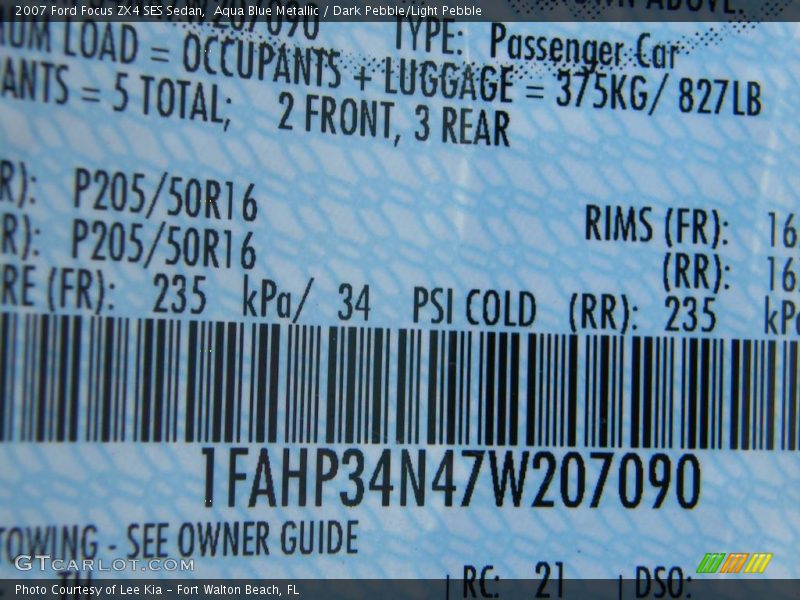 2007 Ford Focus ZX4 SES Sedan, Aqua Blue Metallic / Dark Pebble/Light Pebble
TYPE: Passenger Car
LOAD = OCCUPANTS + LUGGAGE = 375KG/ 827LB
= 5 TOTAL; 2 FRONT, 3 REAR
P205/50R16
RIMS (FR): 16
P205/50R16
(RR): 16
(FR): 235 kPa/ 34 PSI COLD (RR): 235
1FAHP34N47W207090
TOWING - SEE OWNER GUIDE
GTCarLot.com
RC: 21 DSO:
Photo Courtesy of Lee Kia - Fort Walton Beach, FL